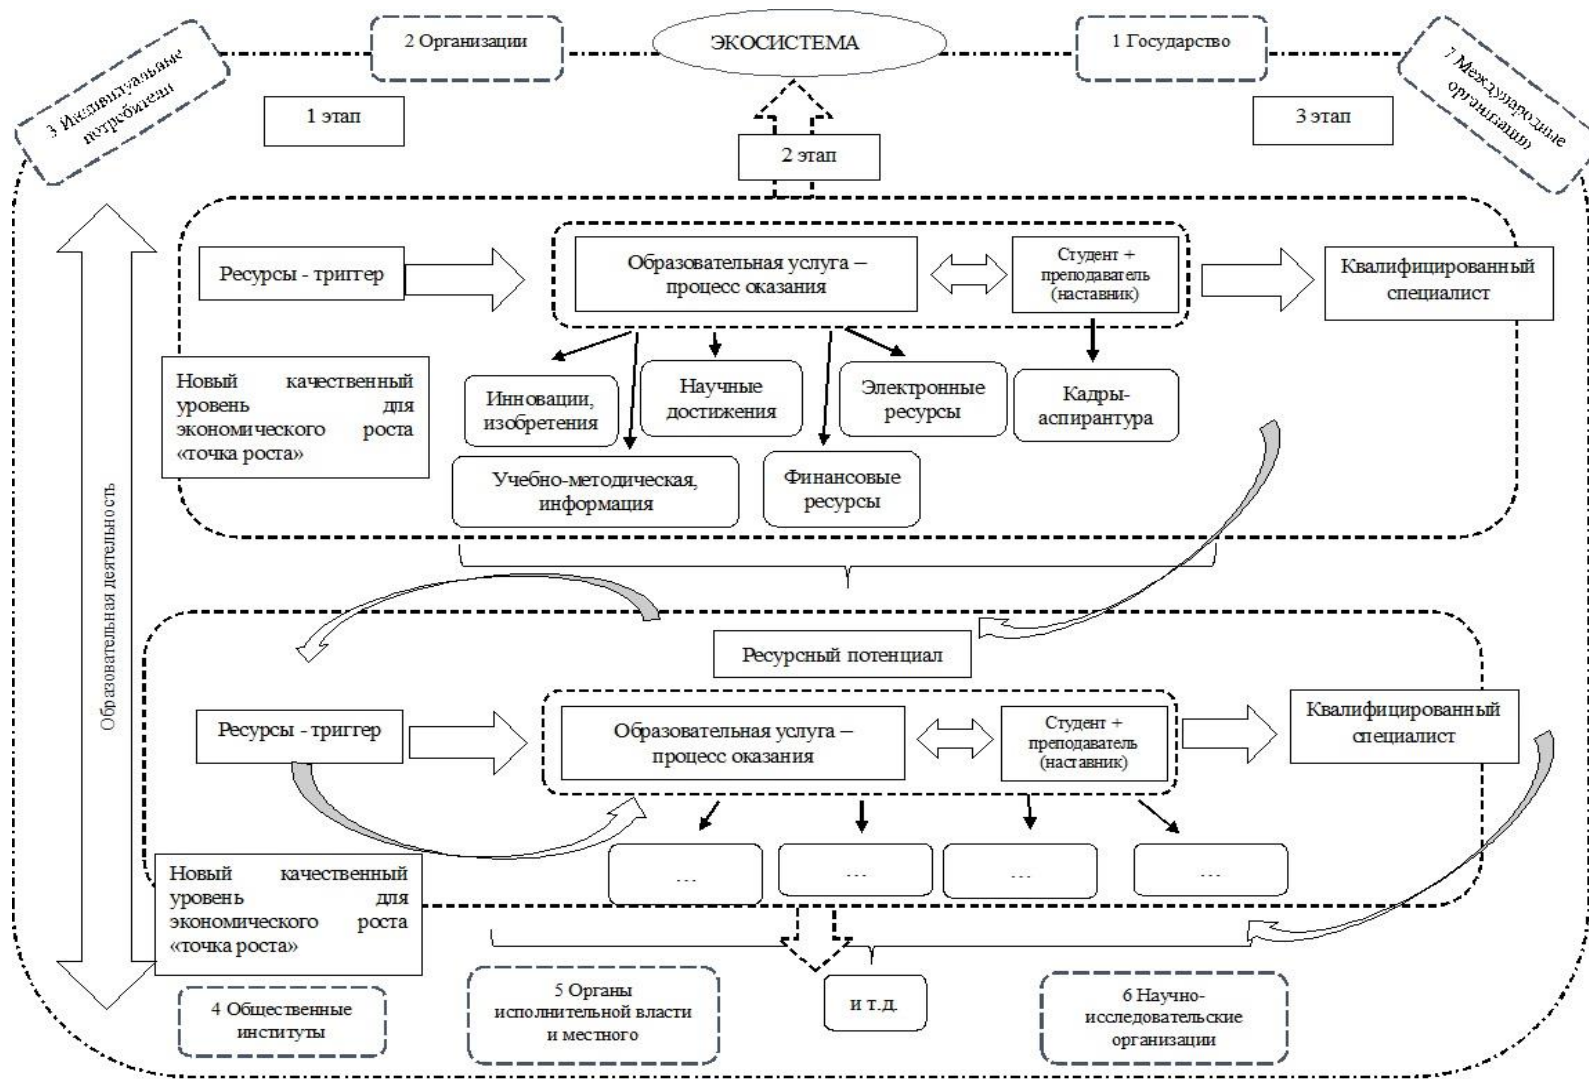 2 Организации
ЭКОСИСТЕМА
1 Государство
3 Индивидуальные
потребители
7 Международные
организации
1 этап
2 этап
3 этап
Ресурсы - триггер
Образовательная услуга –
процесс оказания
Студент +
преподаватель
(наставник)
Квалифицированный
специалист
Новый качественный
уровень для
экономического роста
«точка роста»
Инновации,
изобретения
Научные
достижения
Электронные
ресурсы
Кадры-
аспирантура
Учебно-методическая,
информация
Финансовые
ресурсы
Образовательная деятельность
Ресурсный потенциал
Ресурсы - триггер
Образовательная услуга –
процесс оказания
Студент +
преподаватель
(наставник)
Квалифицированный
специалист
...
...
...
...
Новый качественный
уровень для
экономического роста
«точка роста»
4 Общественные
институты
5 Органы
исполнительной власти
и местного
и т.д.
6 Научно-
исследовательские
организации